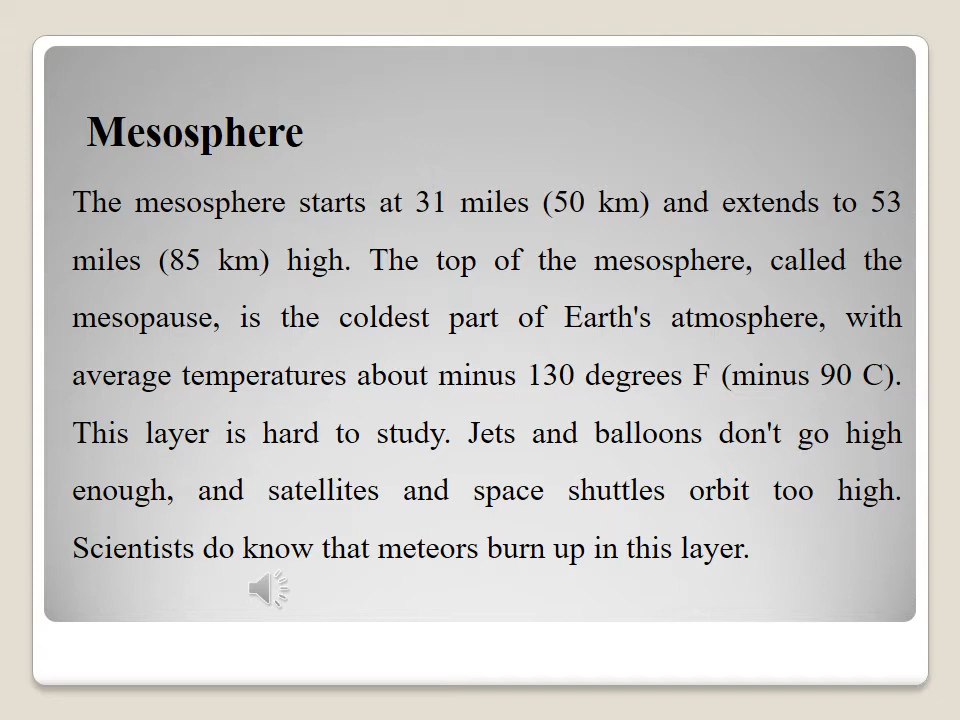 Mesosphere
The mesosphere starts at 31 miles (50 km) and extends to 53
miles (85 km) high. The top of the mesosphere, called the
mesopause, is the coldest part of Earth's atmosphere, with
average temperatures about minus 130 degrees F (minus 90 C).
This layer is hard to study. Jets and balloons don't go high
enough, and satellites and space shuttles orbit too high.
Scientists do know that meteors burn up in this layer.